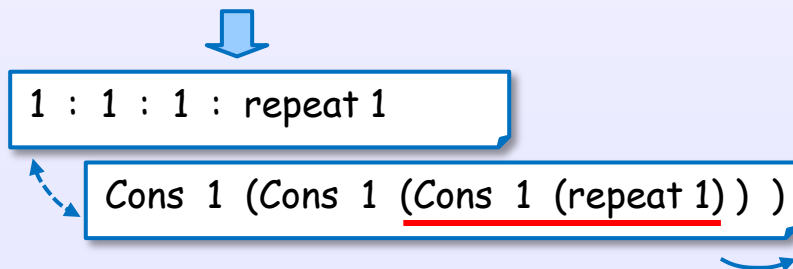 1 : 1 : 1 : repeat 1
Cons 1 (Cons 1 (Cons 1 (repeat 1) ) )